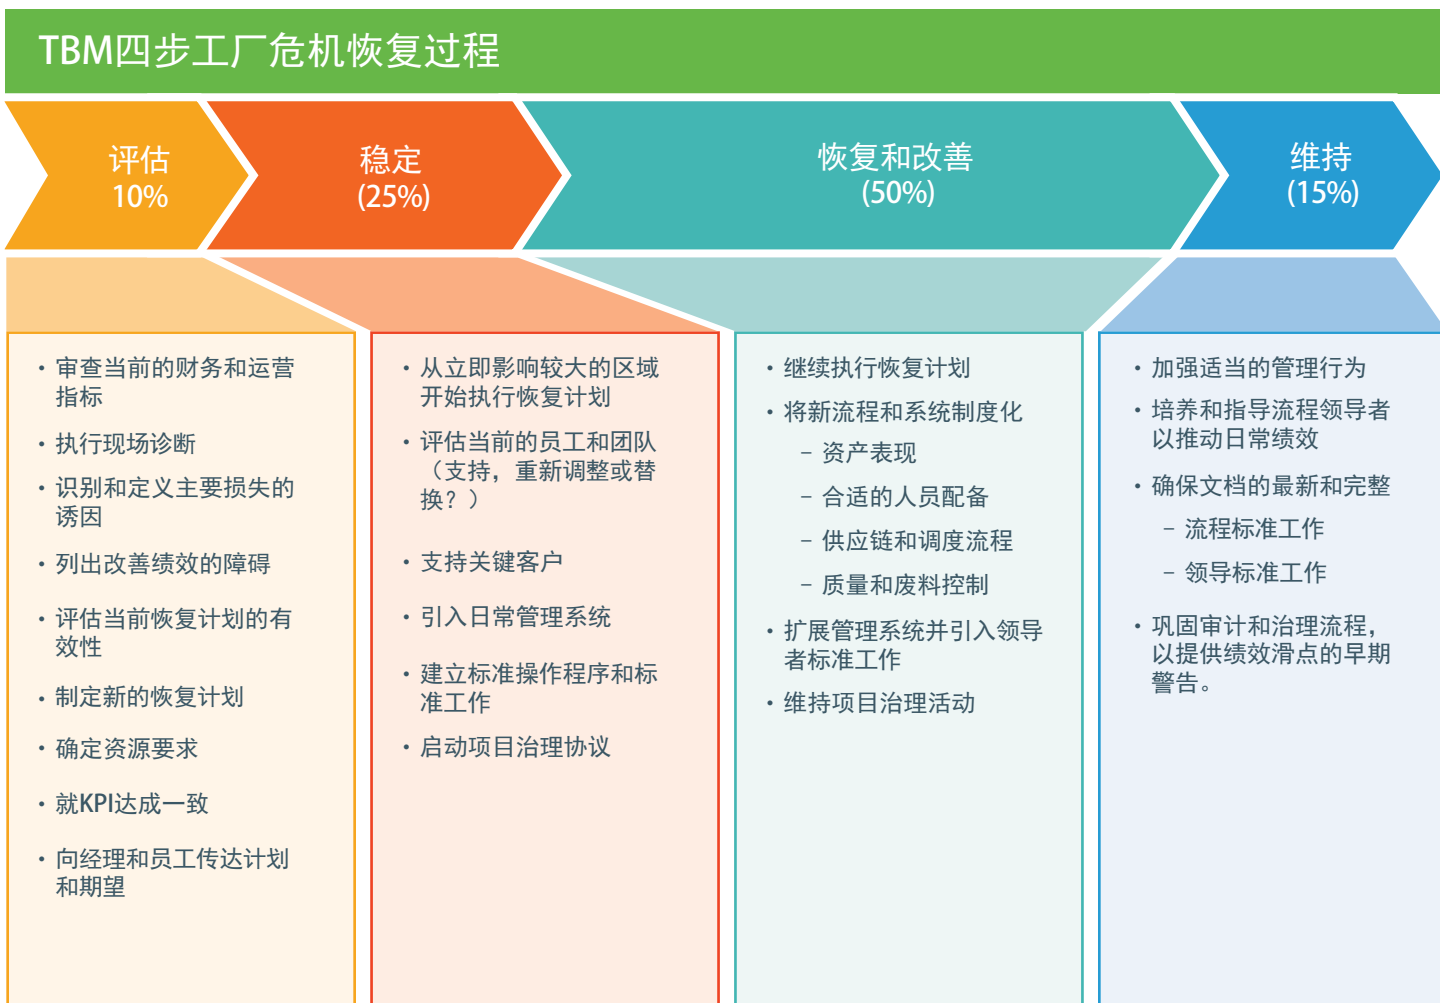 TBM四步工厂危机恢复过程
评估
10%
稳定
(25%)
恢复和改善
(50%)
维持
(15%)
• 审查当前的财务和运营
指标
• 执行现场诊断
• 识别和定义主要损失的
诱因
• 列出改善绩效的障碍
• 评估当前恢复计划的有
效性
• 制定新的恢复计划
• 确定资源要求
• 就KPI达成一致
• 向经理和员工传达计划
和期望
• 从立即影响较大的区域
开始执行恢复计划
• 评估当前的员工和团队
（支持，重新调整或替
换？）
• 支持关键客户
• 引入日常管理系统
• 建立标准操作程序和标
准工作
• 启动项目治理协议
• 继续执行恢复计划
• 将新流程和系统制度化
– 资产表现
– 合适的人员配备
– 供应链和调度流程
– 质量和废料控制
• 扩展管理系统并引入领导
者标准工作
• 维持项目治理活动
• 加强适当的管理行为
• 培养和指导流程领导者
以推动日常绩效
• 确保文档的最新和完整
– 流程标准工作
– 领导标准工作
• 巩固审计和治理流程，
以提供绩效滑点的早期
警告。